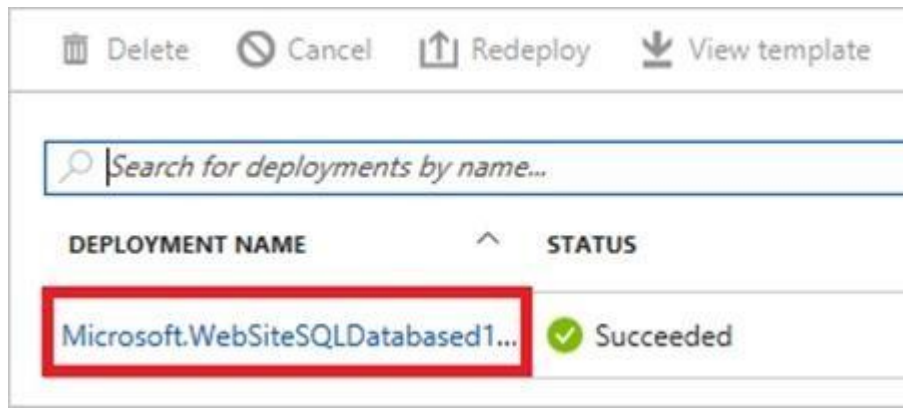 Delete Cancel Redeploy View template
Search for deployments by name...
DEPLOYMENT NAME STATUS
Microsoft.WebSiteSQLDatabased1... Succeeded